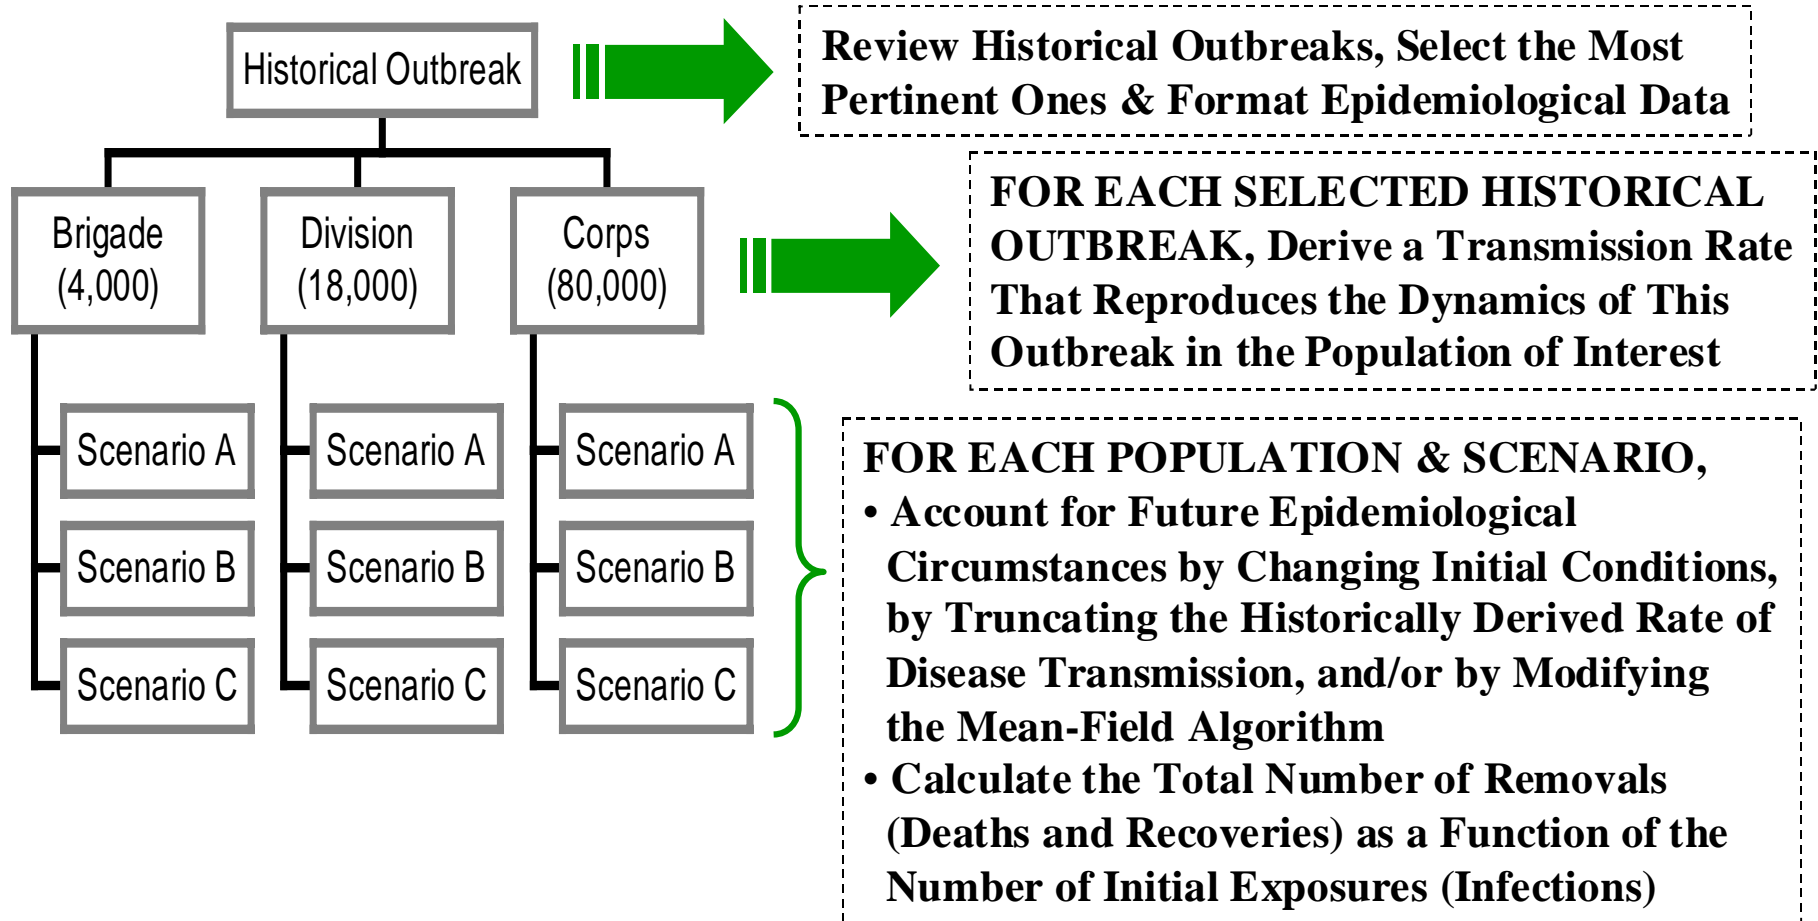 Historical Outbreak
Review Historical Outbreaks, Select the Most
Pertinent Ones & Format Epidemiological Data
Brigade
(4,000)
Division
(18,000)
Corps
(80,000)
FOR EACH SELECTED HISTORICAL
OUTBREAK, Derive a Transmission Rate
That Reproduces the Dynamics of This
Outbreak in the Population of Interest
Scenario A
Scenario B
Scenario C
Scenario A
Scenario B
Scenario C
Scenario A
Scenario B
Scenario C
FOR EACH POPULATION & SCENARIO,
• Account for Future Epidemiological
Circumstances by Changing Initial Conditions,
by Truncating the Historically Derived Rate of
Disease Transmission, and/or by Modifying
the Mean-Field Algorithm
• Calculate the Total Number of Removals
(Deaths and Recoveries) as a Function of the
Number of Initial Exposures (Infections)